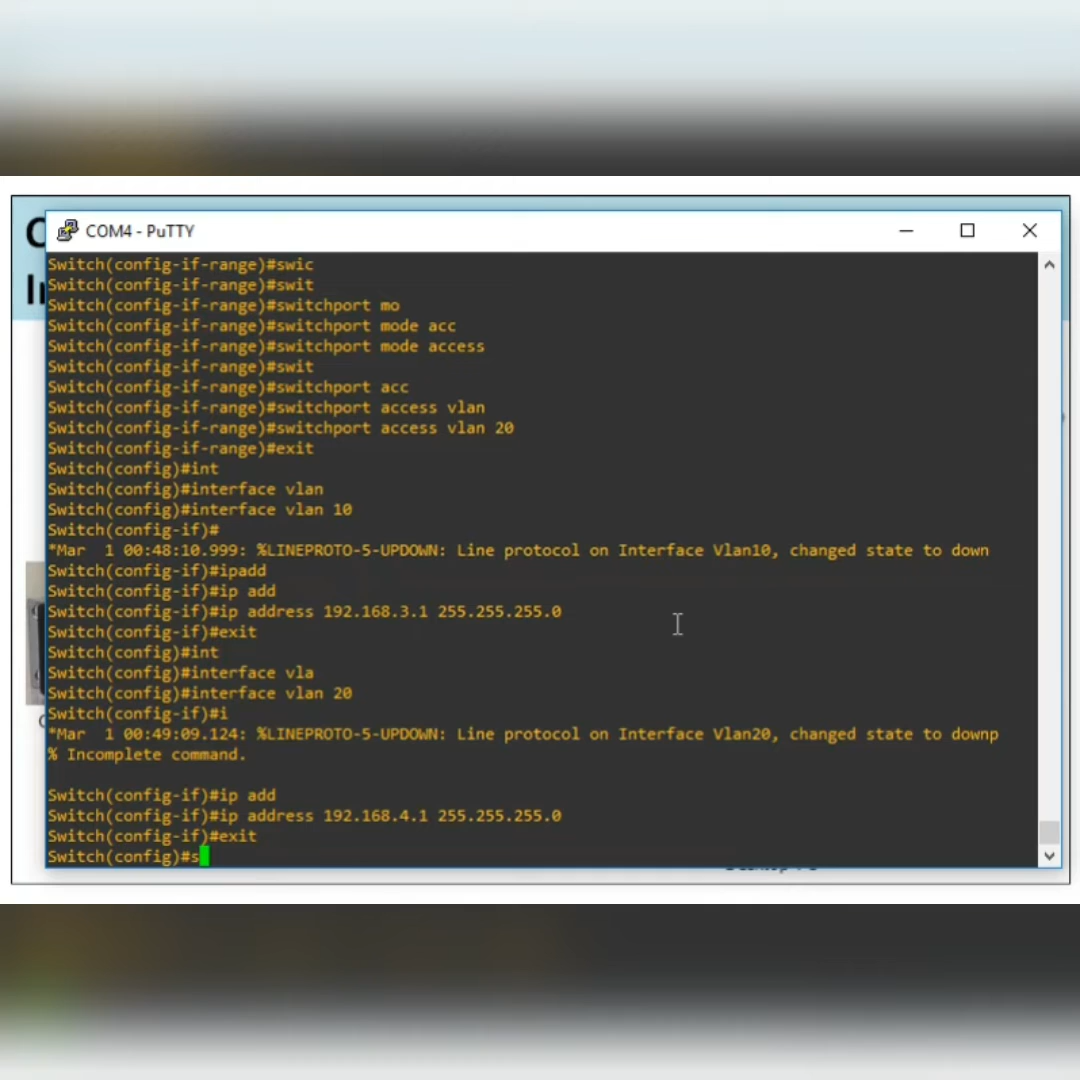 COM4 - PuTTY
Switch(config-if-range)#swic
Switch(config-if-range)#swit
Switch(config-if-range)#switchport mo
Switch(config-if-range)#switchport mode acc
Switch(config-if-range)#switchport mode access
Switch(config-if-range)#swit
Switch(config-if-range)#switchport acc
Switch(config-if-range)#switchport access vlan
Switch(config-if-range)#switchport access vlan 20
Switch(config-if-range)#exit
Switch(config)#int
Switch(config)#interface vlan
Switch(config)#interface vlan 10
Switch(config-if)#
*Mar  1 00:48:10.999: %LINEPROTO-5-UPDOWN: Line protocol on Interface Vlan10, changed state to down
Switch(config-if)#ipadd
Switch(config-if)#ip add
Switch(config-if)#ip address 192.168.3.1 255.255.255.0
Switch(config-if)#exit
Switch(config)#int
Switch(config)#interface vla
Switch(config)#interface vlan 20
Switch(config-if)#i
*Mar  1 00:49:09.124: %LINEPROTO-5-UPDOWN: Line protocol on Interface Vlan20, changed state to downp
% Incomplete command.
Switch(config-if)#ip add
Switch(config-if)#ip address 192.168.4.1 255.255.255.0
Switch(config-if)#exit
Switch(config)#s